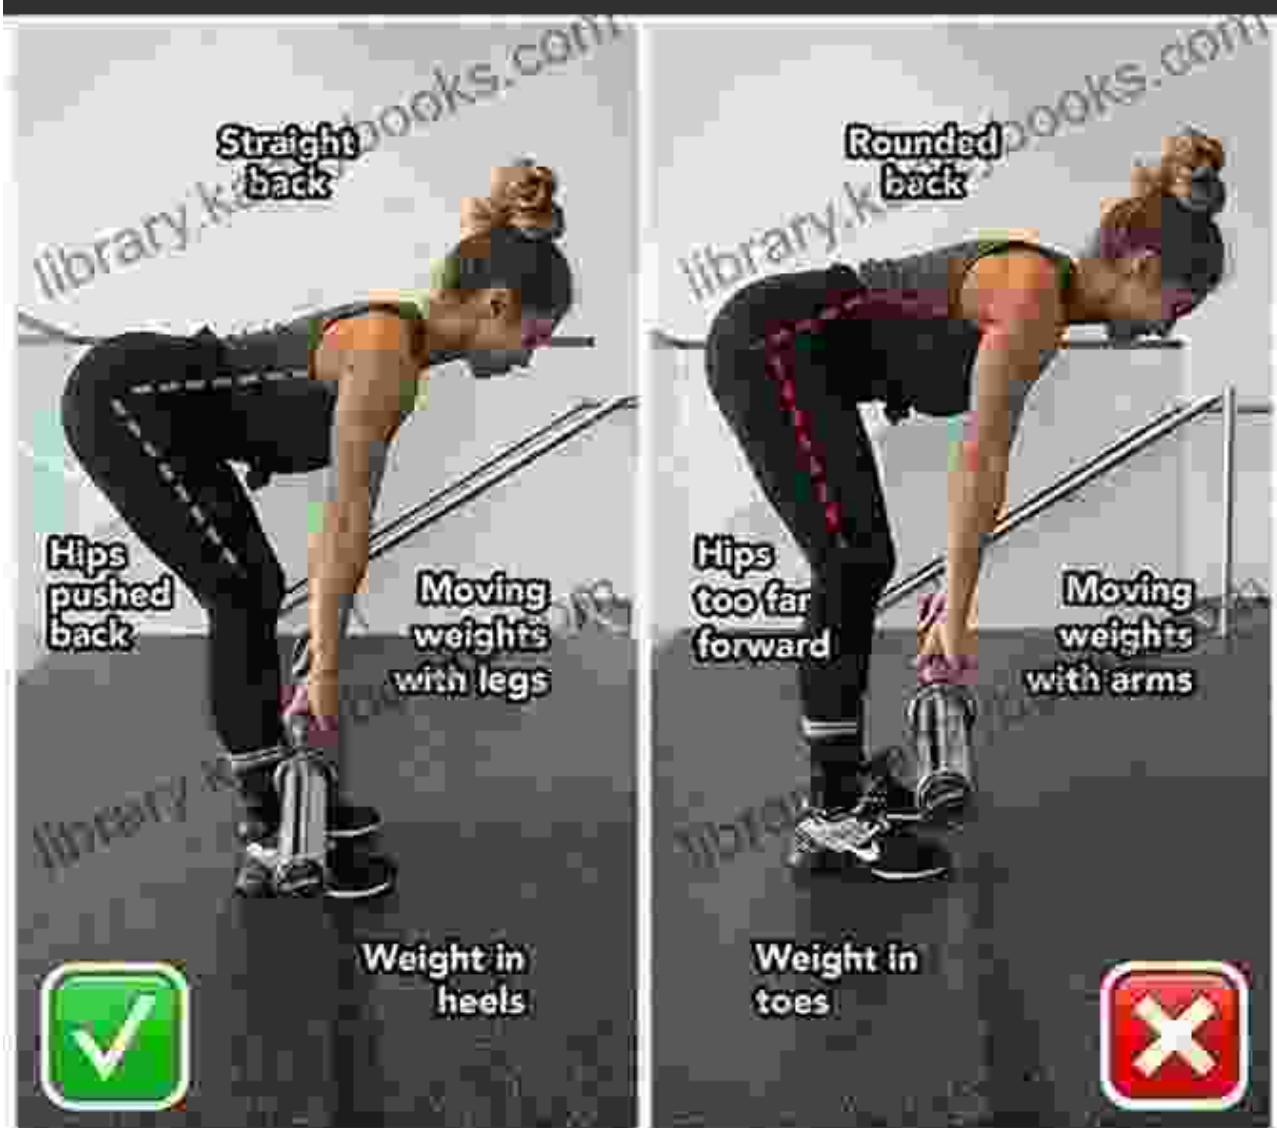 Straight
back
Hips
pushed
back
Moving
weights
with legs
Weight in
heels
Rounded
back
Hips
too far
forward
Moving
weights
with arms
Weight in
toes